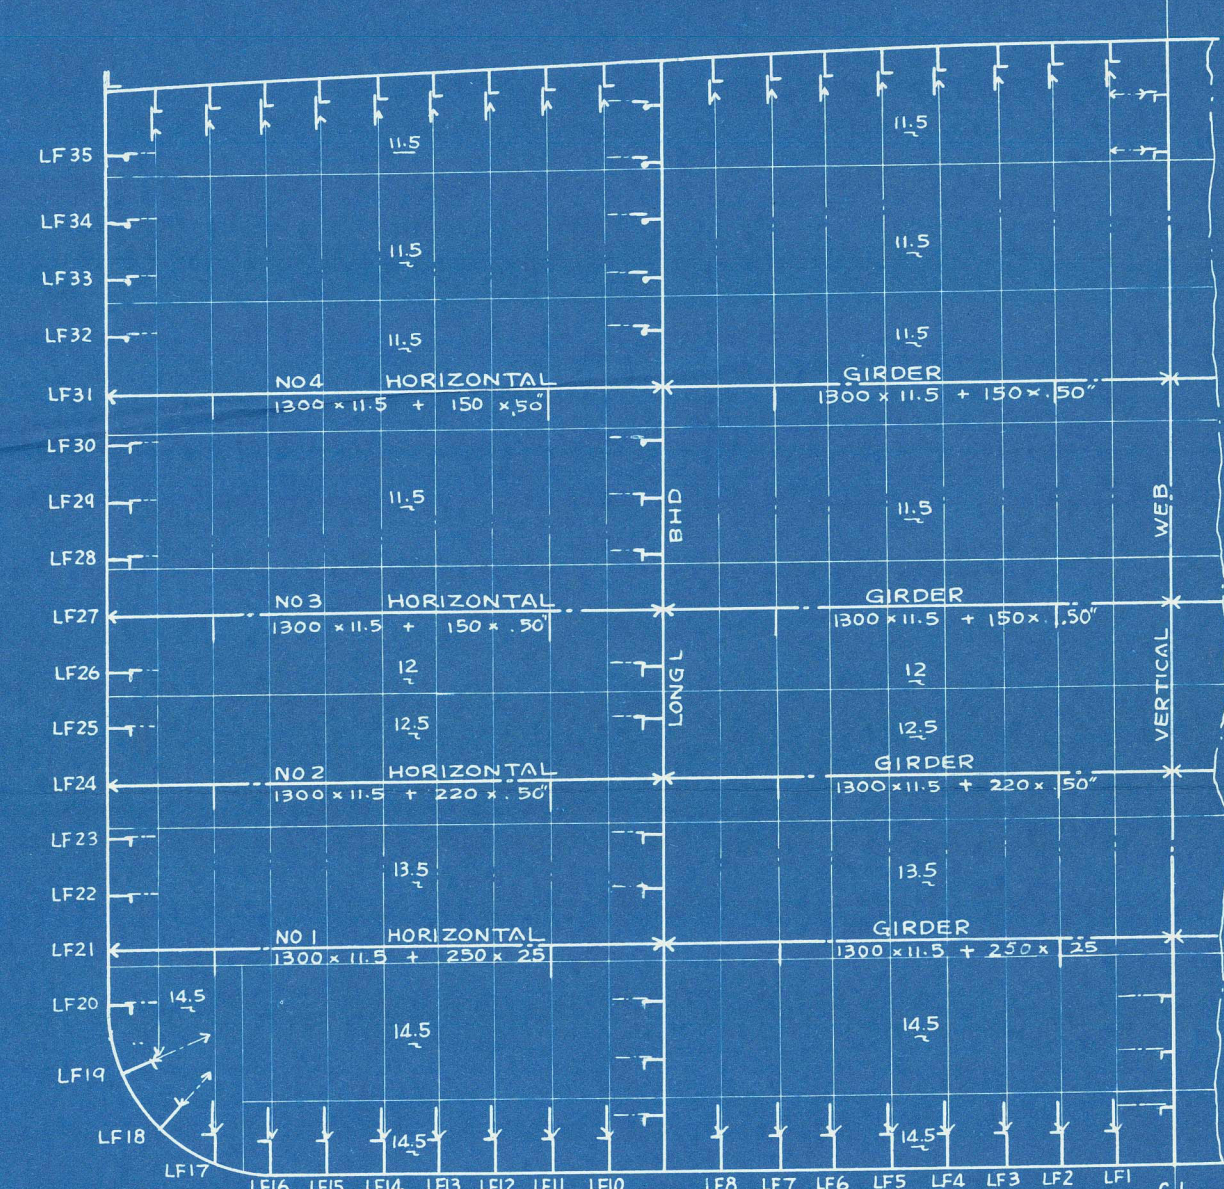 11.5
LF 35
11.5
LF34
11.5
11.5
LF33
LF32
11.5
11.5
NO 4 HORIZONTAL GIRDER
LF31
1300 × 11.5 + 150 × .50"
1300 × 11.5 + 150 × .50"
LF30
LF29
11.5
BHD
11.5
WEB
LF28
NO 3 HORIZONTAL GIRDER
LF27
1300 × 11.5 + 150 × .50"
1300 × 11.5 + 150 × .50"
LF26
12
LONG L
12
VERTICAL
LF25
12.5
12.5
NO 2 HORIZONTAL GIRDER
LF24
1300 × 11.5 + 220 × .50"
1300 × 11.5 + 220 × .50"
LF23
13.5
13.5
LF22
NO 1 HORIZONTAL GIRDER
LF21
1300 × 11.5 + 250 × 25
1300 × 11.5 + 250 × 25
LF20
14.5
14.5
14.5
LF19
LF18
14.5
14.5
LF17
LF16 LF15 LF14 LF13 LF12 LF11 LF10 LF8 LF7 LF6 LF5 LF4 LF3 LF2 LF1